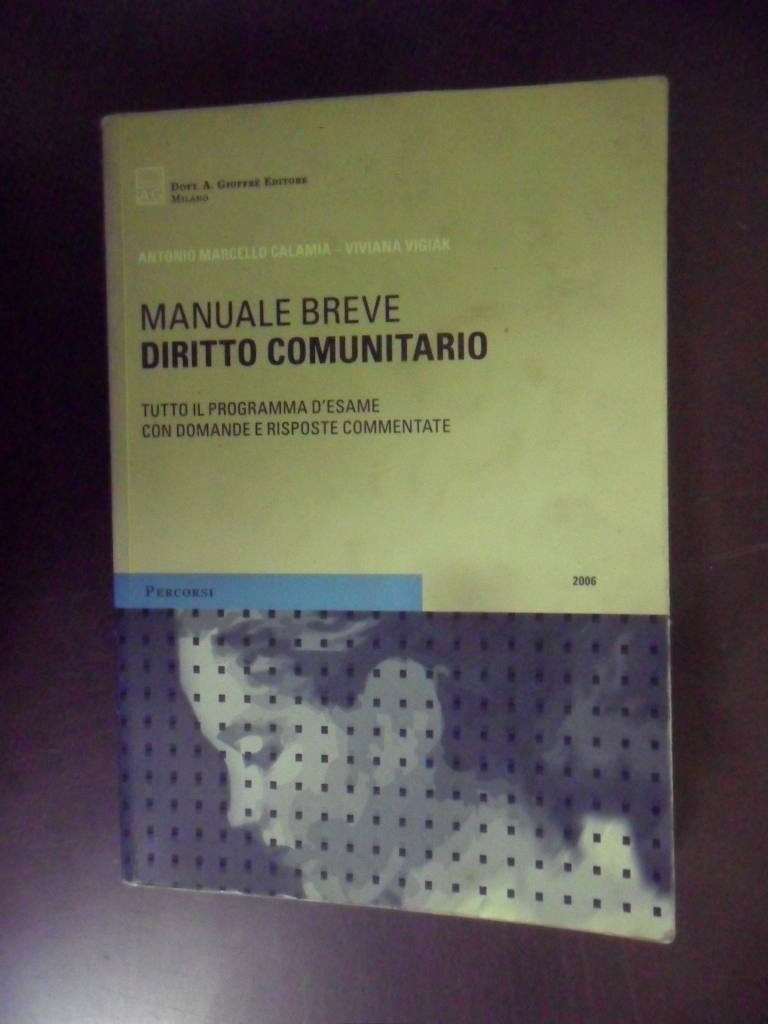 AG
DOTT. A. GIUFFRÈ EDITORE
MILANO
ANTONIO MARCELLO CALAMIA – VIVIANA VIGIAK
MANUALE BREVE
DIRITTO COMUNITARIO
TUTTO IL PROGRAMMA D'ESAME
CON DOMANDE E RISPOSTE COMMENTATE
2006
PERCORSI